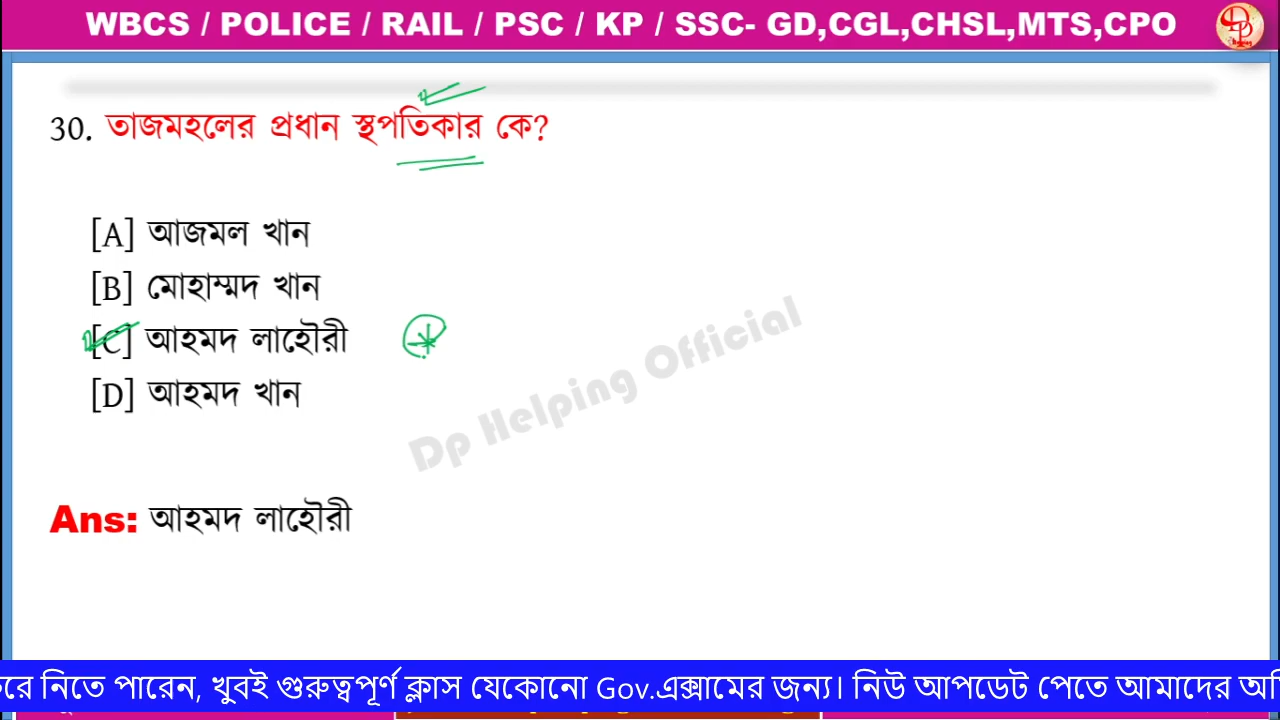 WBCS / POLICE / RAIL / PSC / KP / SSC- GD,CGL,CHSL,MTS,CPO
30. তাজমহলের প্রধান স্থপতিকার কে?
[A] আজমল খান
[B] মোহাম্মদ খান
[C] আহমদ লাহৌরী
[D] আহমদ খান
Dp Helping Official
Ans: আহমদ লাহৌরী
রে নিতে পারেন, খুবই গুরুত্বপূর্ণ ক্লাস যেকোনো Gov.এক্সামের জন্য। নিউ আপডেট পেতে আমাদের অফি